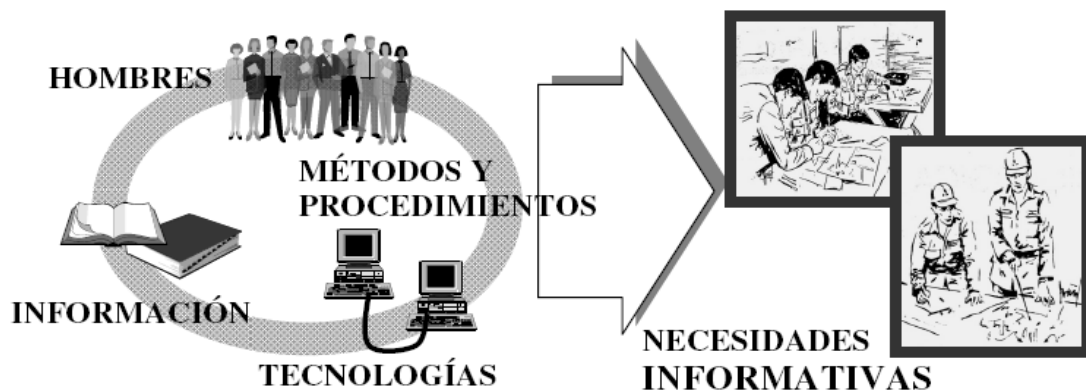 HOMBRES
MÉTODOS Y
PROCEDIMIENTOS
INFORMACIÓN
TECNOLOGÍAS
NECESIDADES
INFORMATIVAS